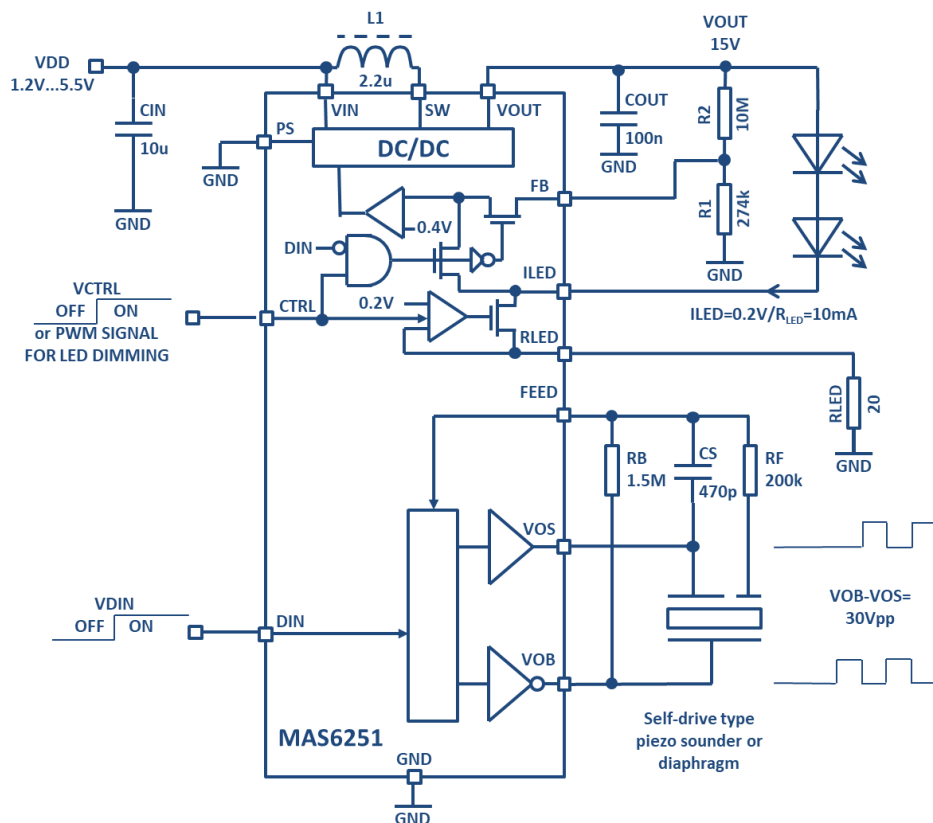 L1
VOUT
15V
VDD
1.2V...5.5V
2.2u
CIN
10u
VIN
SW
VOUT
COUT
100n
R2
10M
PS
DC/DC
GND
GND
GND
FB
R1
274k
0.4V
DIN
GND
ILED
VCTRL
OFF ON
or PWM SIGNAL
FOR LED DIMMING
CTRL
0.2V
ILED=0.2V/RLED=10mA
RLED
FEED
RLED
20
GND
RB
1.5M
CS
470p
RF
200k
VOS
VDIN
OFF ON
DIN
VOB-VOS=
30Vpp
VOB
MAS6251
Self-drive type
piezo sounder or
diaphragm
GND
GND